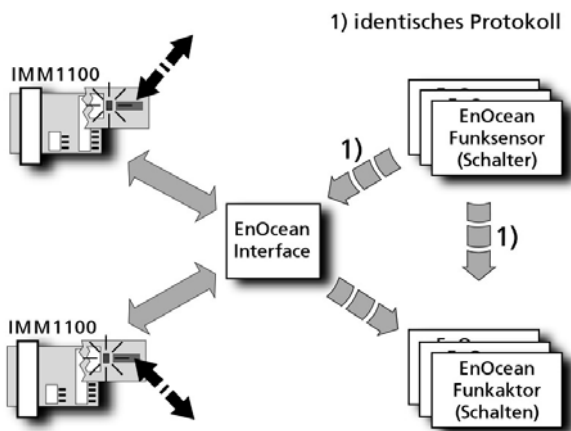 1) identisches Protokoll
IMM1100
EnOcean
Funksensor
(Schalter)
1)
EnOcean
Interface
1)
IMM1100
EnOcean
Funkaktor
(Schalten)